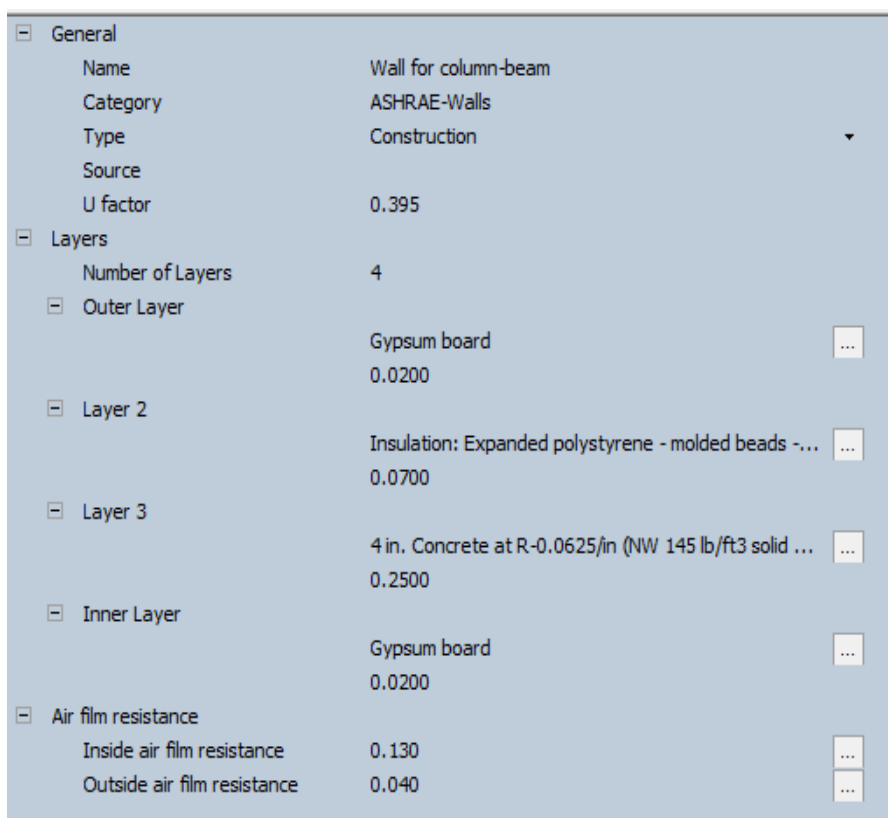 General
Name Wall for column-beam
Category ASHRAE-Walls
Type Construction
Source
U factor 0.395
Layers
Number of Layers 4
Outer Layer
Gypsum board ...
0.0200
Layer 2
Insulation: Expanded polystyrene - molded beads -... ...
0.0700
Layer 3
4 in. Concrete at R-0.0625/in (NW 145 lb/ft3 solid ... ...
0.2500
Inner Layer
Gypsum board ...
0.0200
Air film resistance
Inside air film resistance 0.130 ...
Outside air film resistance 0.040 ...